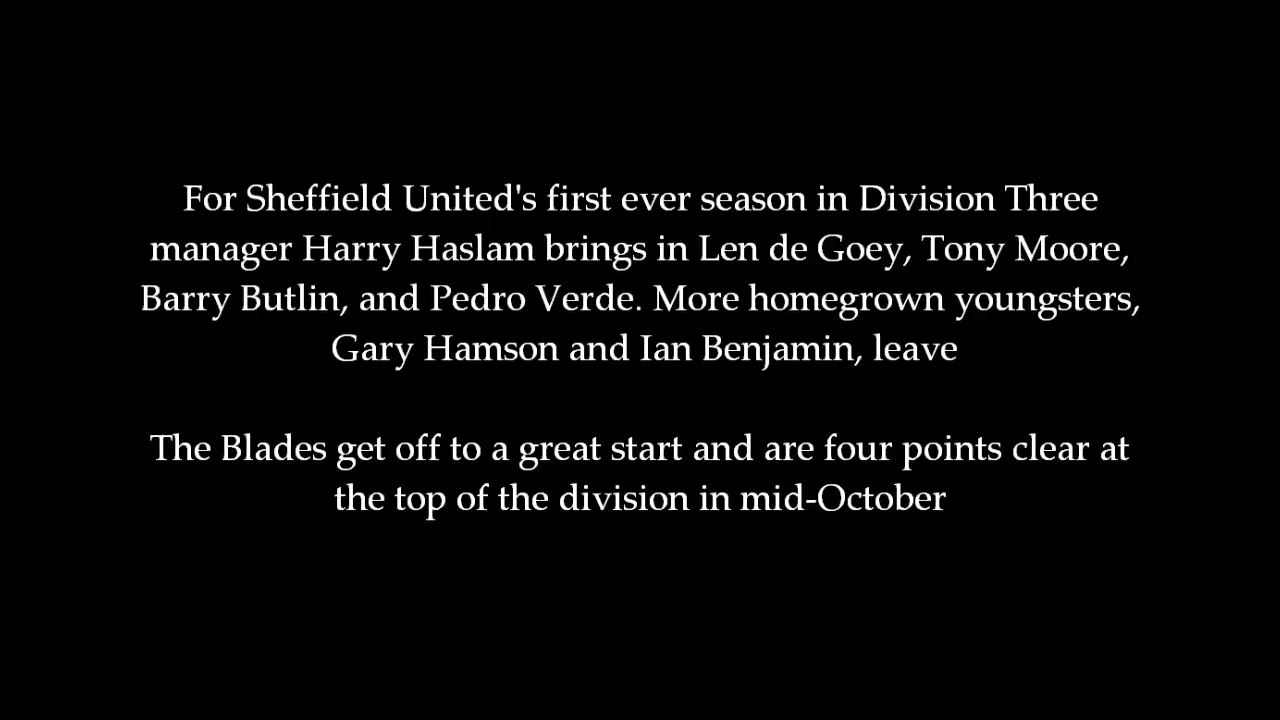 For Sheffield United's first ever season in Division Three
manager Harry Haslam brings in Len de Goey, Tony Moore,
Barry Butlin, and Pedro Verde. More homegrown youngsters,
Gary Hamson and Ian Benjamin, leave
The Blades get off to a great start and are four points clear at
the top of the division in mid-October